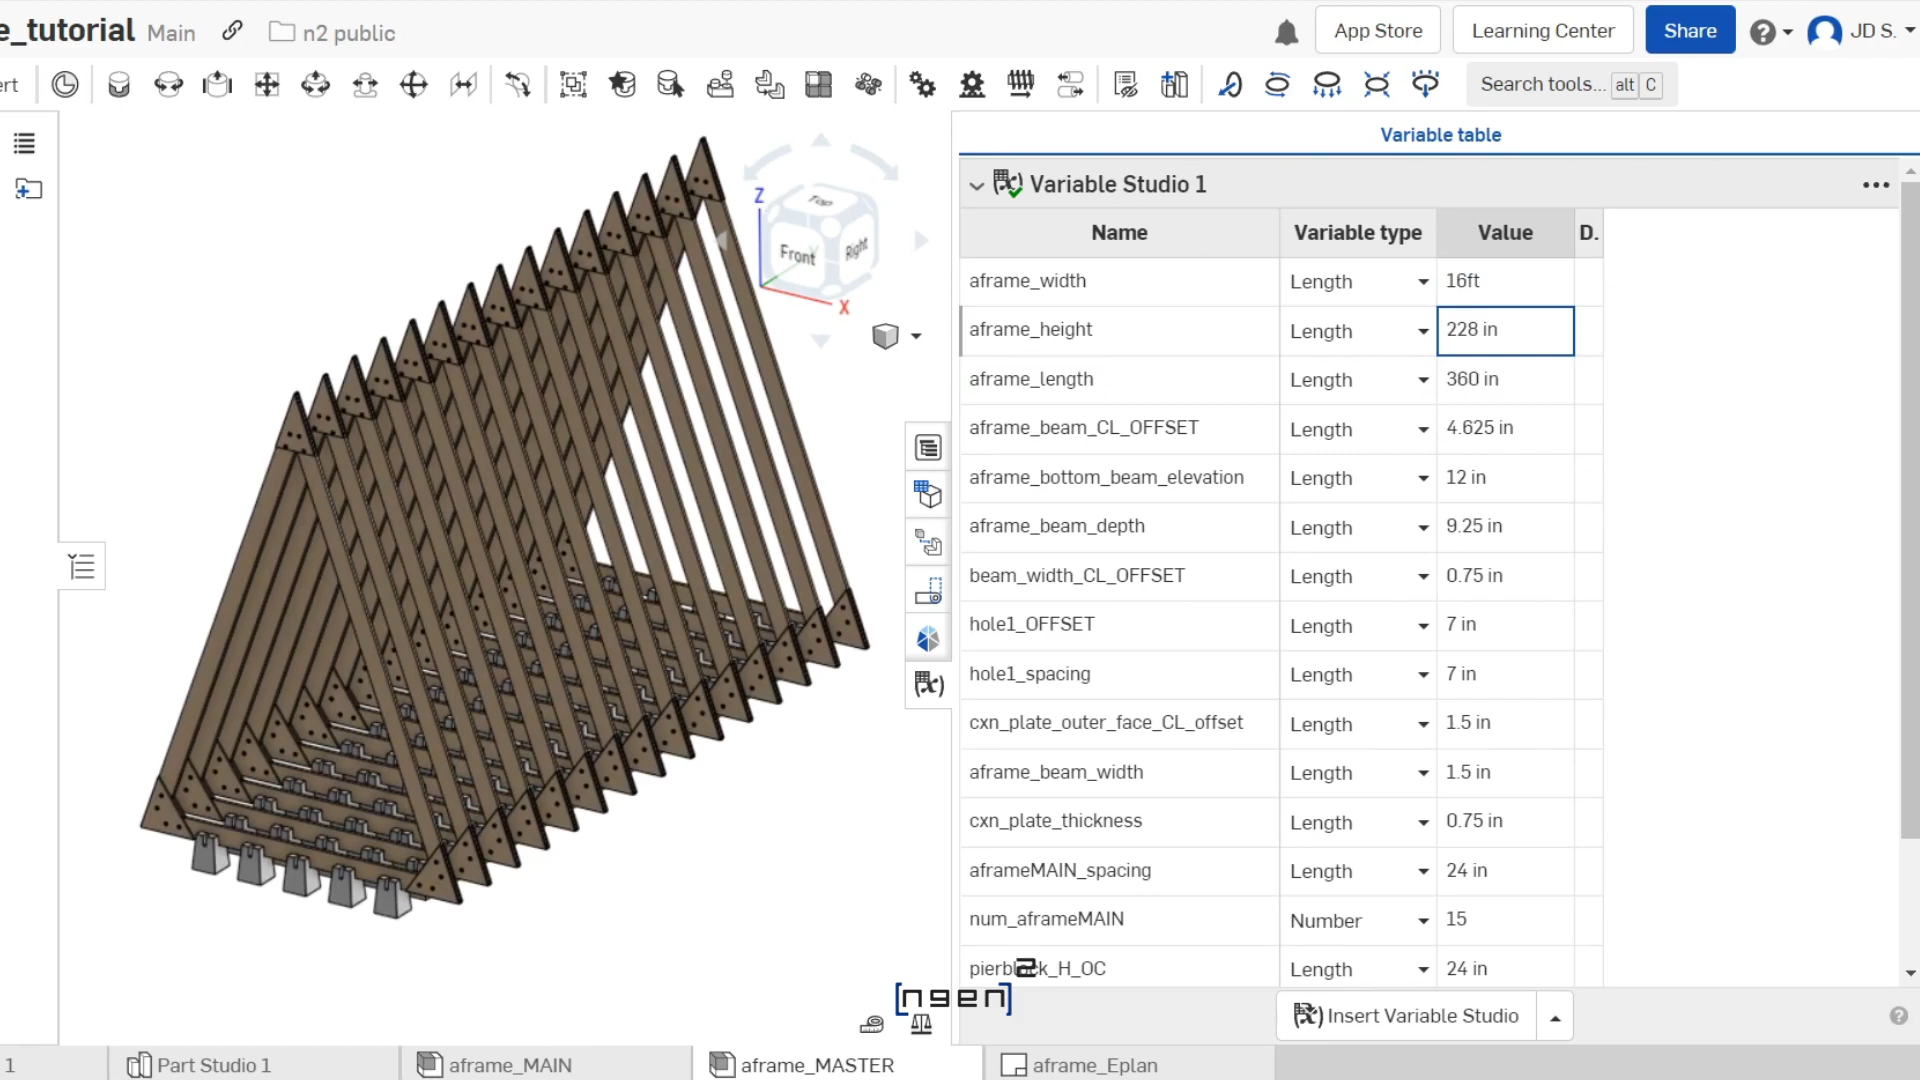 e_tutorial Main n2 public App Store Learning Center Share JD S.
ert Search tools... alt C
Variable table
Variable Studio 1
Name Variable type Value D.
aframe_width Length 16ft
aframe_height Length 228 in
aframe_length Length 360 in
aframe_beam_CL_OFFSET Length 4.625 in
aframe_bottom_beam_elevation Length 12 in
aframe_beam_depth Length 9.25 in
beam_width_CL_OFFSET Length 0.75 in
hole1_OFFSET Length 7 in
hole1_spacing Length 7 in
cxn_plate_outer_face_CL_offset Length 1.5 in
aframe_beam_width Length 1.5 in
cxn_plate_thickness Length 0.75 in
aframeMAIN_spacing Length 24 in
num_aframeMAIN Number 15
pierblock_H_OC Length 24 in
Z
Top
Front Y Right
X
2
[ngen]
Insert Variable Studio
1 Part Studio 1 aframe_MAIN aframe_MASTER aframe_Eplan